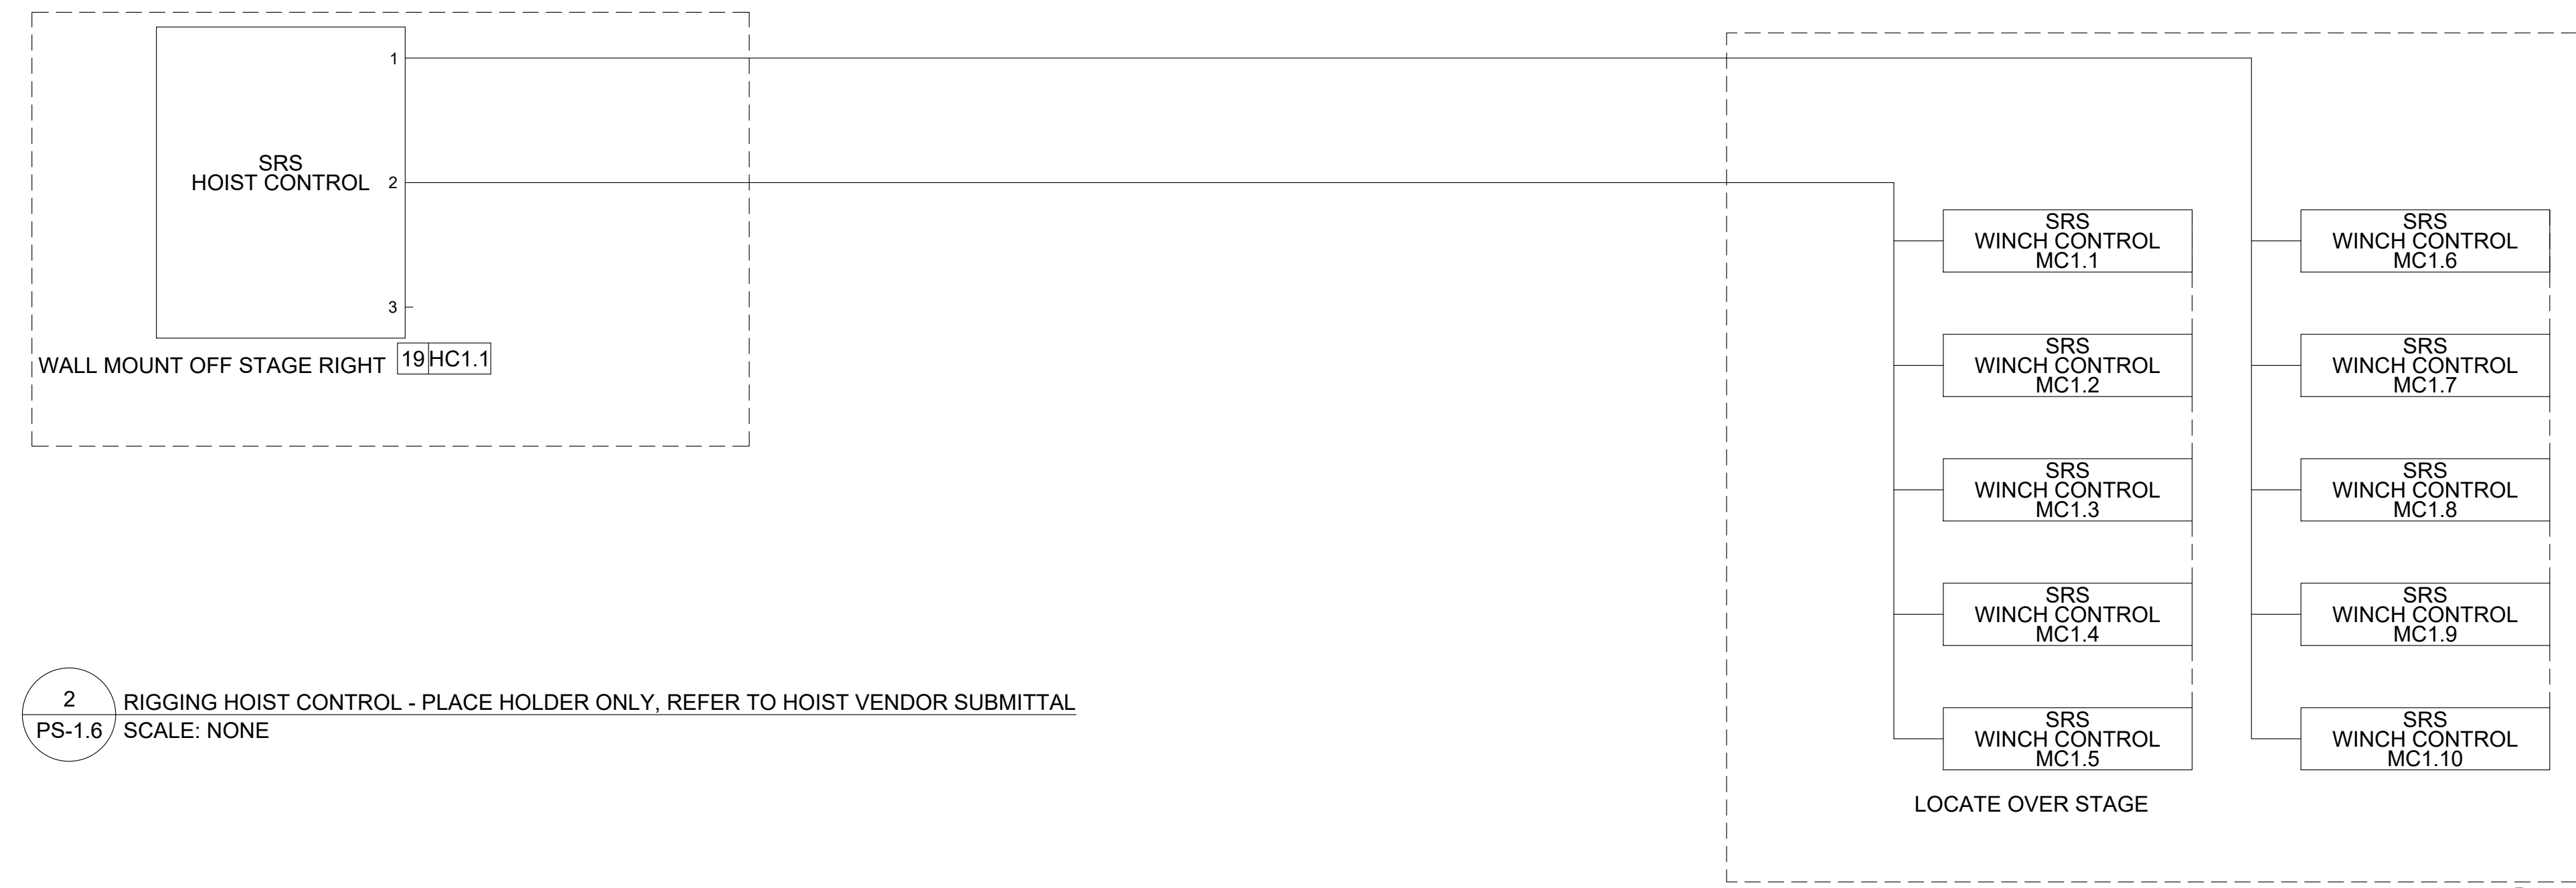 1
SRS
HOIST CONTROL
2
3
WALL MOUNT OFF STAGE RIGHT
19
HC1.1
SRS
WINCH CONTROL
MC1.1
SRS
WINCH CONTROL
MC1.2
SRS
WINCH CONTROL
MC1.3
SRS
WINCH CONTROL
MC1.4
SRS
WINCH CONTROL
MC1.5
SRS
WINCH CONTROL
MC1.6
SRS
WINCH CONTROL
MC1.7
SRS
WINCH CONTROL
MC1.8
SRS
WINCH CONTROL
MC1.9
SRS
WINCH CONTROL
MC1.10
LOCATE OVER STAGE
2
PS-1.6
RIGGING HOIST CONTROL - PLACE HOLDER ONLY, REFER TO HOIST VENDOR SUBMITTAL
SCALE: NONE